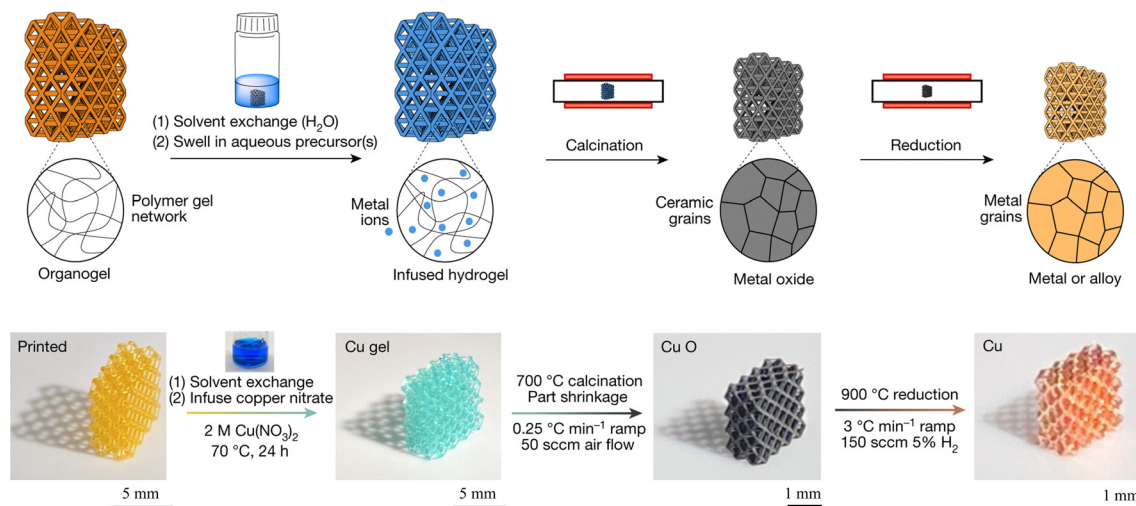 (1) Solvent exchange (H₂O)
(2) Swell in aqueous precursor(s)
Calcination
Reduction
Polymer gel
network
Metal
ions
Ceramic
grains
Metal
grains
Organogel
Infused hydrogel
Metal oxide
Metal or alloy
Printed
(1) Solvent exchange
(2) Infuse copper nitrate
2 M Cu(NO₃)₂
70 °C, 24 h
5 mm
Cu gel
700 °C calcination
Part shrinkage
0.25 °C min⁻¹ ramp
50 sccm air flow
5 mm
Cu O
900 °C reduction
3 °C min⁻¹ ramp
150 sccm 5% H₂
1 mm
Cu
1 mm